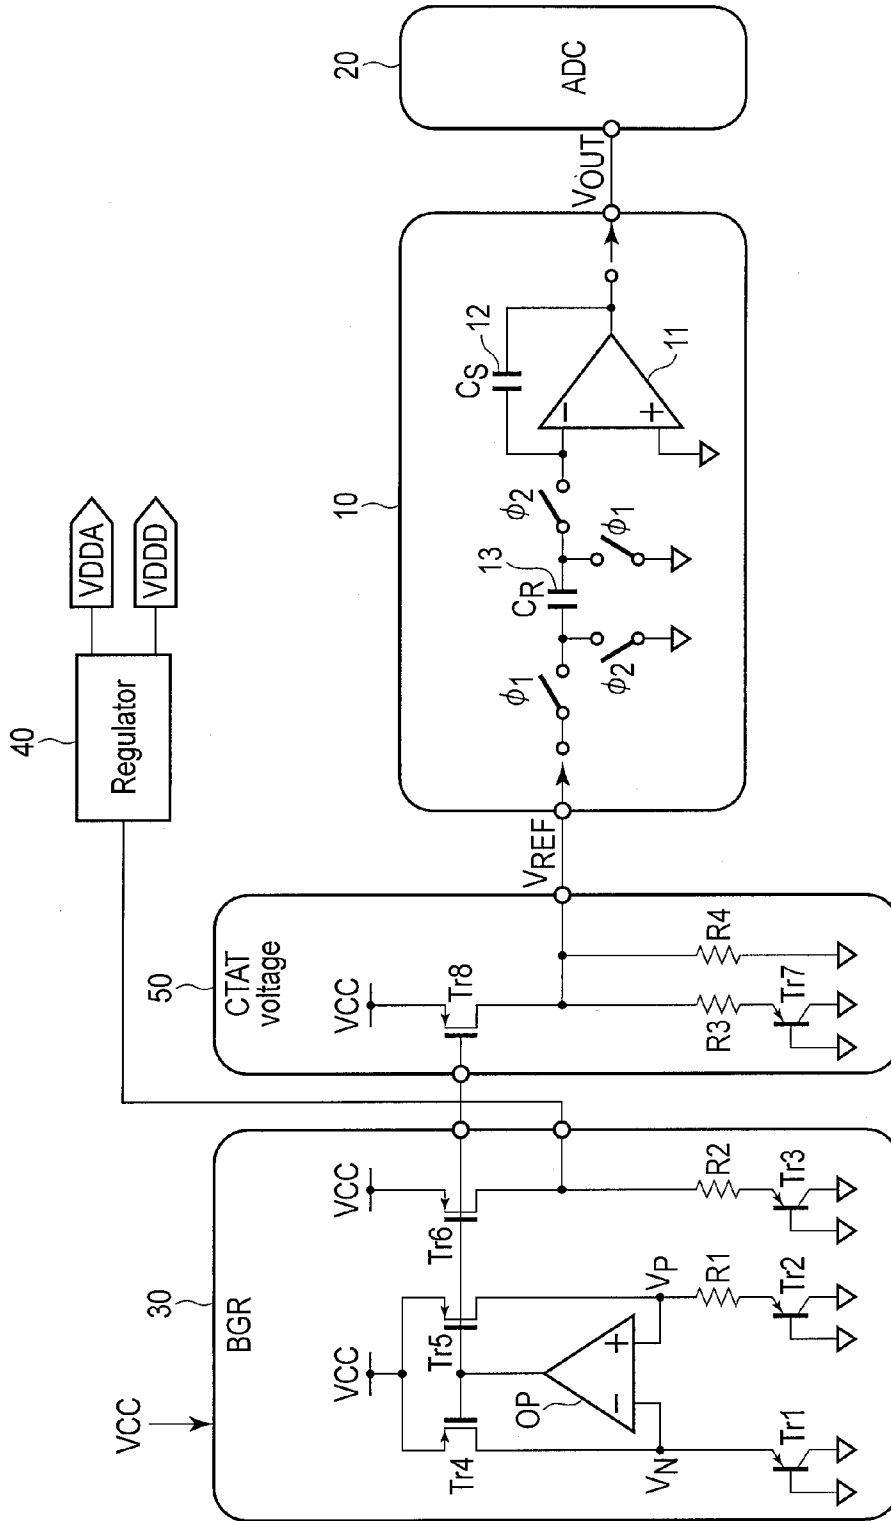 VCC
30
BGR
VCC
VCC
Tr4
Tr5
Tr6
OP
VN
VP
R1
R2
Tr1
Tr2
Tr3
50
CTAT
voltage
VCC
Tr8
R3
R4
Tr7
40
Regulator
VDDA
VDDD
VREF
10
ϕ1
ϕ2
CR
13
ϕ2
ϕ1
CS
12
−
+
11
VOUT
20
ADC
−
+